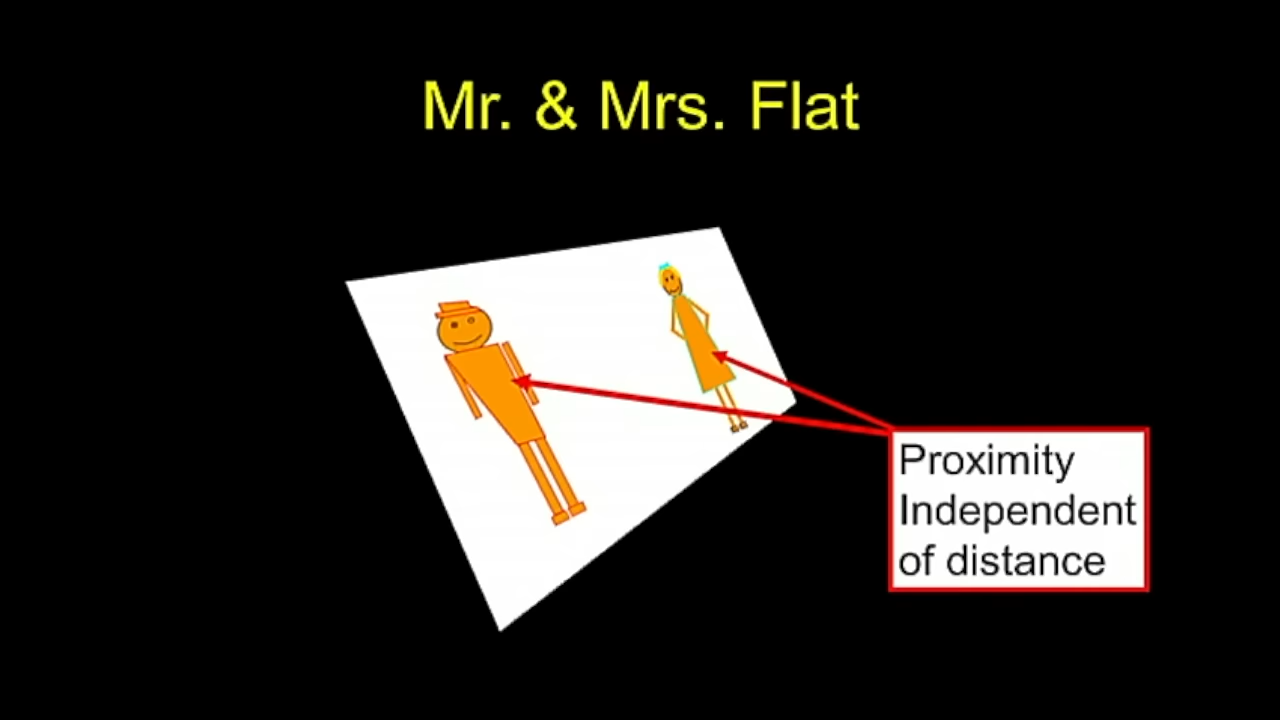 Mr. & Mrs. Flat
Proximity
Independent
of distance